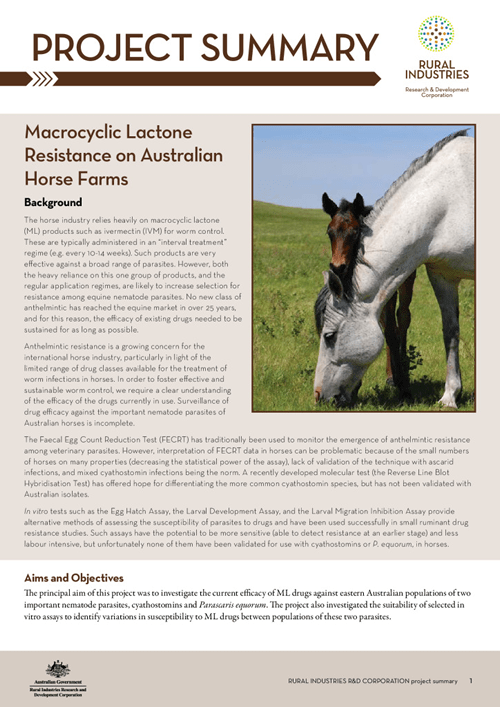 PROJECT SUMMARY
RURAL
INDUSTRIES
Research & Development
Corporation
Macrocyclic Lactone
Resistance on Australian
Horse Farms
Background
The horse industry relies heavily on macrocyclic lactone
(ML) products such as ivermectin (IVM) for worm control.
These are typically administered in an "interval treatment"
regime (e.g. every 10-14 weeks). Such products are very
effective against a broad range of parasites. However, both
the heavy reliance on this one group of products, and the
regular application regimes, are likely to increase selection for
resistance among equine nematode parasites. No new class of
anthelmintic has reached the equine market in over 25 years,
and for this reason, the efficacy of existing drugs needed to be
sustained for as long as possible.
Anthelmintic resistance is a growing concern for the
international horse industry, particularly in light of the
limited range of drug classes available for the treatment of
worm infections in horses. In order to foster effective and
sustainable worm control, we require a clear understanding
of the efficacy of the drugs currently in use. Surveillance of
drug efficacy against the important nematode parasites of
Australian horses is incomplete.
The Faecal Egg Count Reduction Test (FECRT) has traditionally been used to monitor the emergence of anthelmintic resistance
among veterinary parasites. However, interpretation of FECRT data in horses can be problematic because of the small numbers
of horses on many properties (decreasing the statistical power of the assay), lack of validation of the technique with ascarid
infections, and mixed cyathostomin infections being the norm. A recently developed molecular test (the Reverse Line Blot
Hybridisation Test) has offered hope for differentiating the more common cyathostomin species, but has not been validated with
Australian isolates.
In vitro tests such as the Egg Hatch Assay, the Larval Development Assay, and the Larval Migration Inhibition Assay provide
alternative methods of assessing the susceptibility of parasites to drugs and have been used successfully in small ruminant drug
resistance studies. Such assays have the potential to be more sensitive (able to detect resistance at an earlier stage) and less
labour intensive, but unfortunately none of them have been validated for use with cyathostomins or P. equorum, in horses.
Aims and Objectives
The principal aim of this project was to investigate the current efficacy of ML drugs against eastern Australian populations of two
important nematode parasites, cyathostomins and Parascaris equorum. The project also investigated the suitability of selected in
vitro assays to identify variations in susceptibility to ML drugs between populations of these two parasites.
Australian Government
Rural Industries Research and
Development Corporation
RURAL INDUSTRIES R&D CORPORATION project summary 1